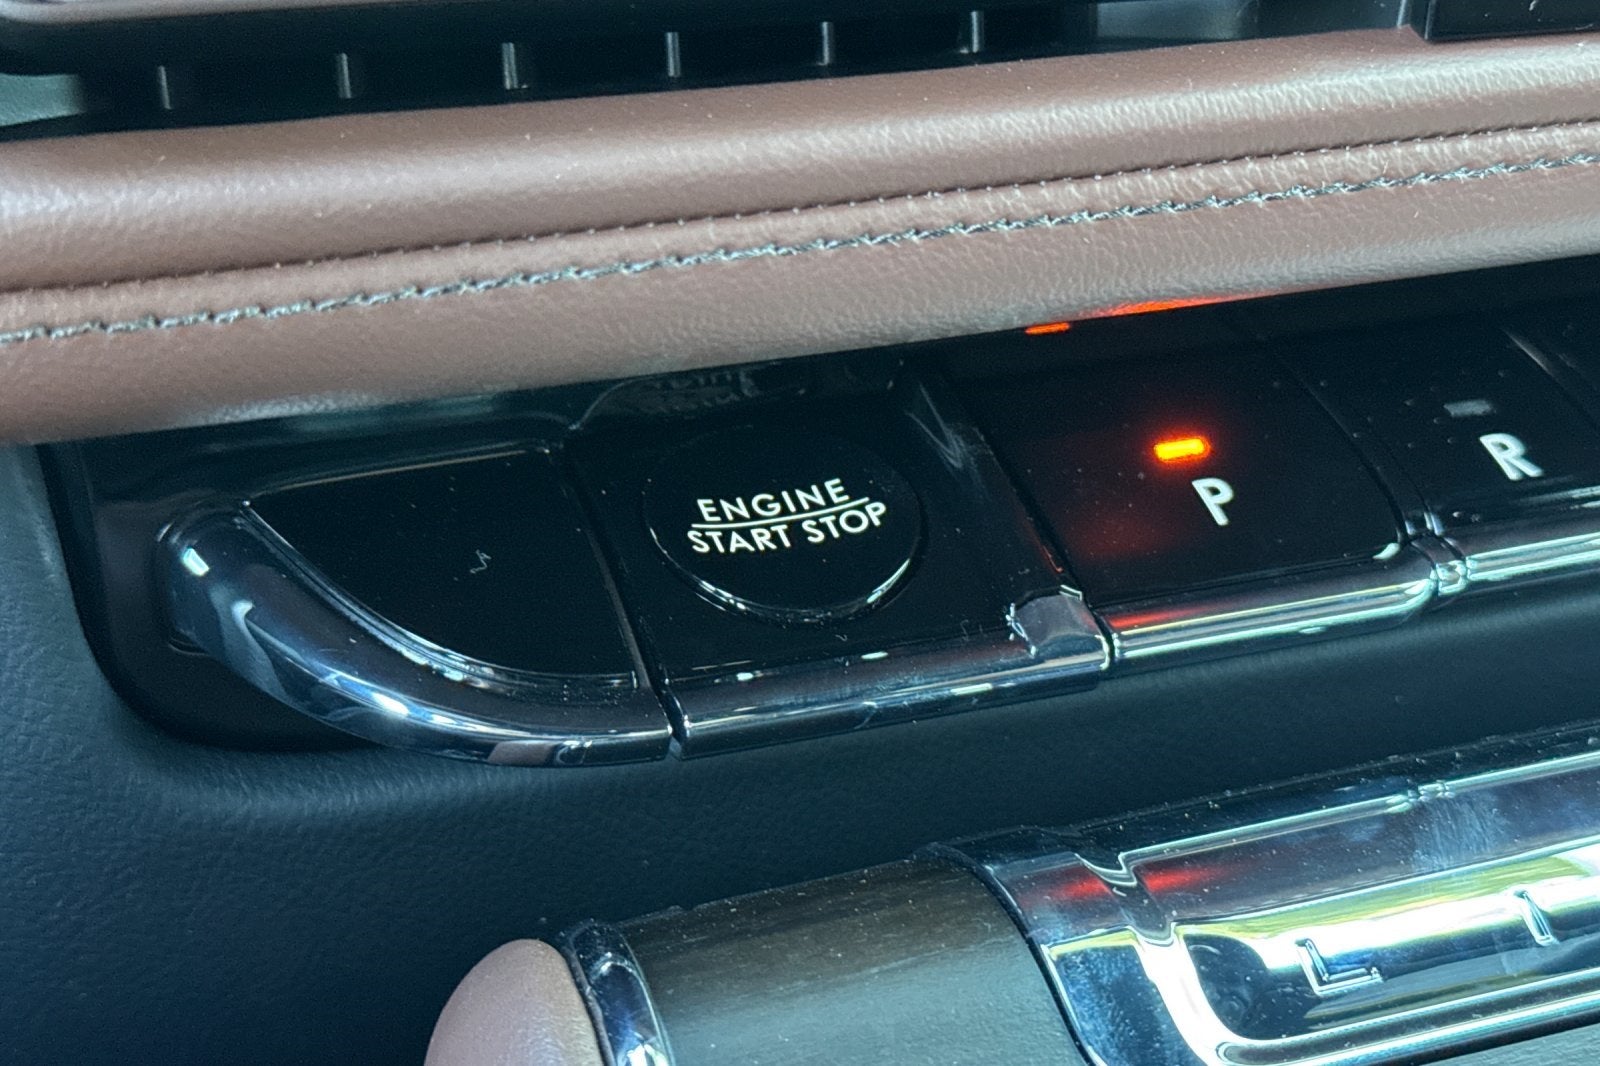 ENGINE
START STOP
P
R
L I